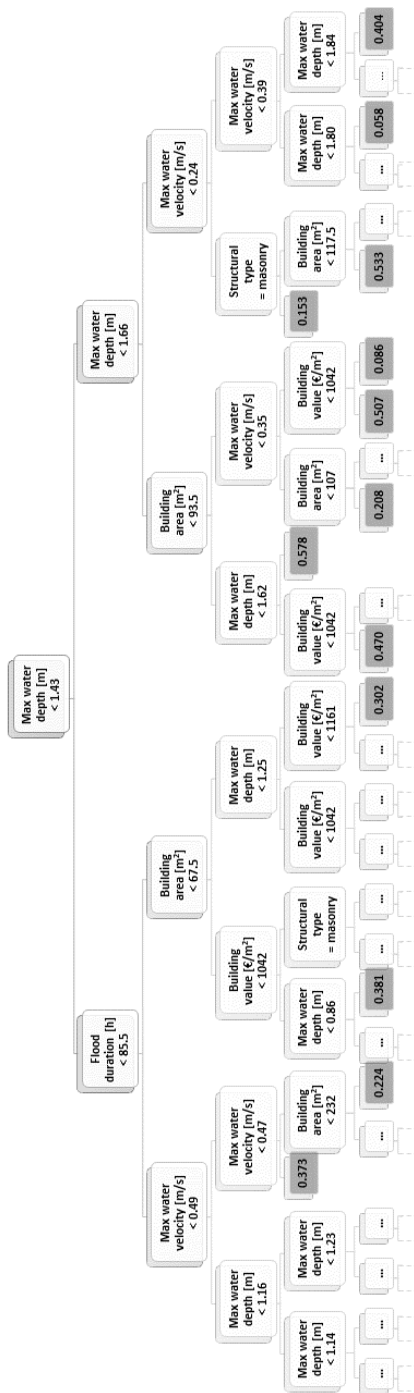 Max water
depth [m]
< 1.43
Flood
duration [h]
< 85.5
Max water
depth [m]
< 1.66
Max water
velocity [m/s]
< 0.49
Building
area [m²]
< 67.5
Building
area [m²]
< 93.5
Max water
velocity [m/s]
< 0.24
Max water
depth [m]
< 1.16
Max water
velocity [m/s]
< 0.47
Building
value [€/m²]
< 1042
Max water
depth [m]
< 1.25
Max water
depth [m]
< 1.62
Max water
velocity [m/s]
< 0.35
Structural
type
= masonry
Max water
velocity [m/s]
< 0.39
Max water
depth [m]
< 1.14
Max water
depth [m]
< 1.23
0.373
Building
area [m²]
< 232
Max water
depth [m]
< 0.86
Structural
type
= masonry
Building
value [€/m²]
< 1042
Building
value [€/m²]
< 1161
Building
value [€/m²]
< 1042
0.578
Building
area [m²]
< 107
Building
value [€/m²]
< 1042
0.153
Building
area [m²]
< 117.5
Max water
depth [m]
< 1.80
Max water
depth [m]
< 1.84
...
...
...
...
...
0.224
...
0.381
...
...
...
...
...
0.302
0.470
...
0.208
...
0.507
0.086
0.533
...
...
0.058
...
0.404